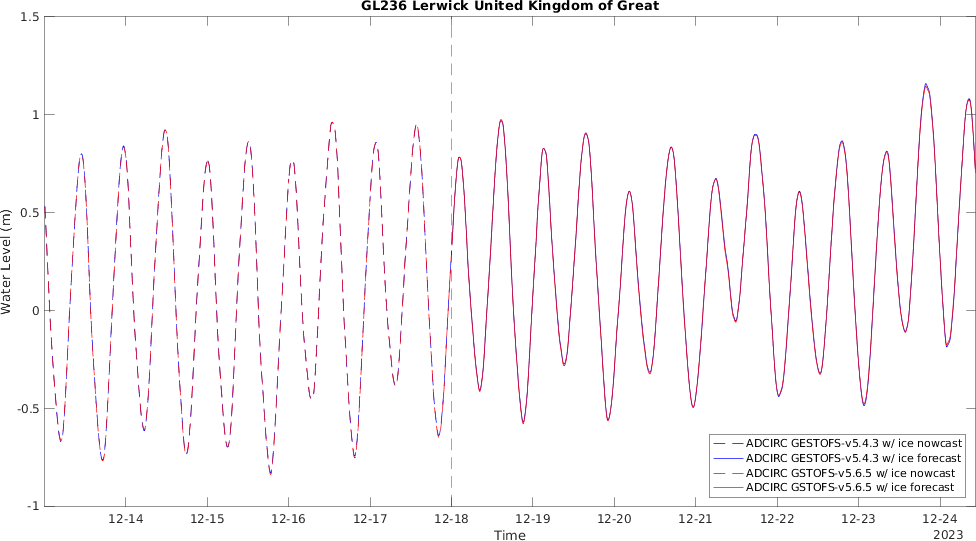 GL236 Lerwick United Kingdom of Great
1.5
1
0.5
0
-0.5
-1
Water Level (m)
12-14 12-15 12-16 12-17 12-18 12-19 12-20 12-21 12-22 12-23 12-24
Time
2023
ADCIRC GESTOFS-v5.4.3 w/ ice nowcast
ADCIRC GESTOFS-v5.4.3 w/ ice forecast
ADCIRC GSTOFS-v5.6.5 w/ ice nowcast
ADCIRC GSTOFS-v5.6.5 w/ ice forecast